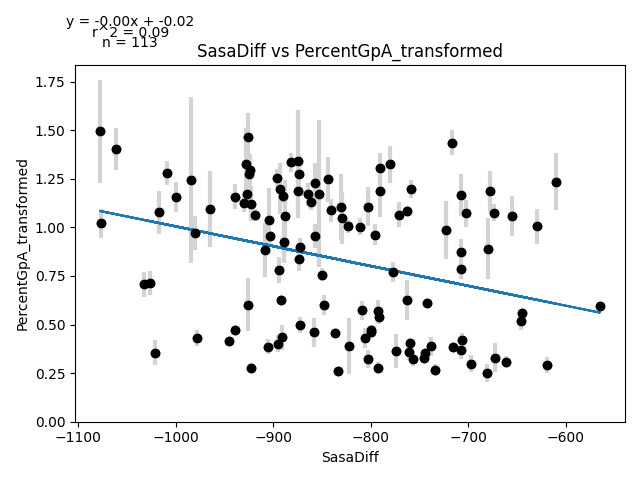 y = -0.00x + -0.02
r^2 = 0.09
n = 113
SasaDiff vs PercentGpA_transformed
PercentGpA_transformed
1.75
1.50
1.25
1.00
0.75
0.50
0.25
0.00
−1100
−1000
−900
−800
−700
−600
SasaDiff